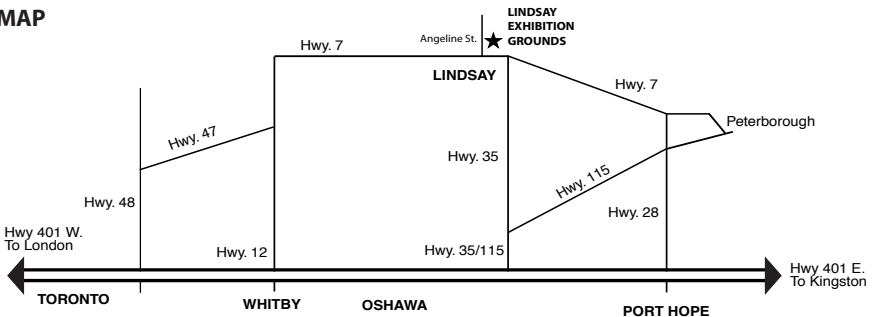 MAP
LINDSAY
EXHIBITION
GROUNDS
Angeline St.
Hwy. 7
LINDSAY
Hwy. 7
Peterborough
Hwy. 47
Hwy. 35
Hwy. 115
Hwy. 48
Hwy. 28
Hwy 401 W.
To London
Hwy. 12
Hwy. 35/115
Hwy 401 E.
To Kingston
TORONTO
WHITBY
OSHAWA
PORT HOPE